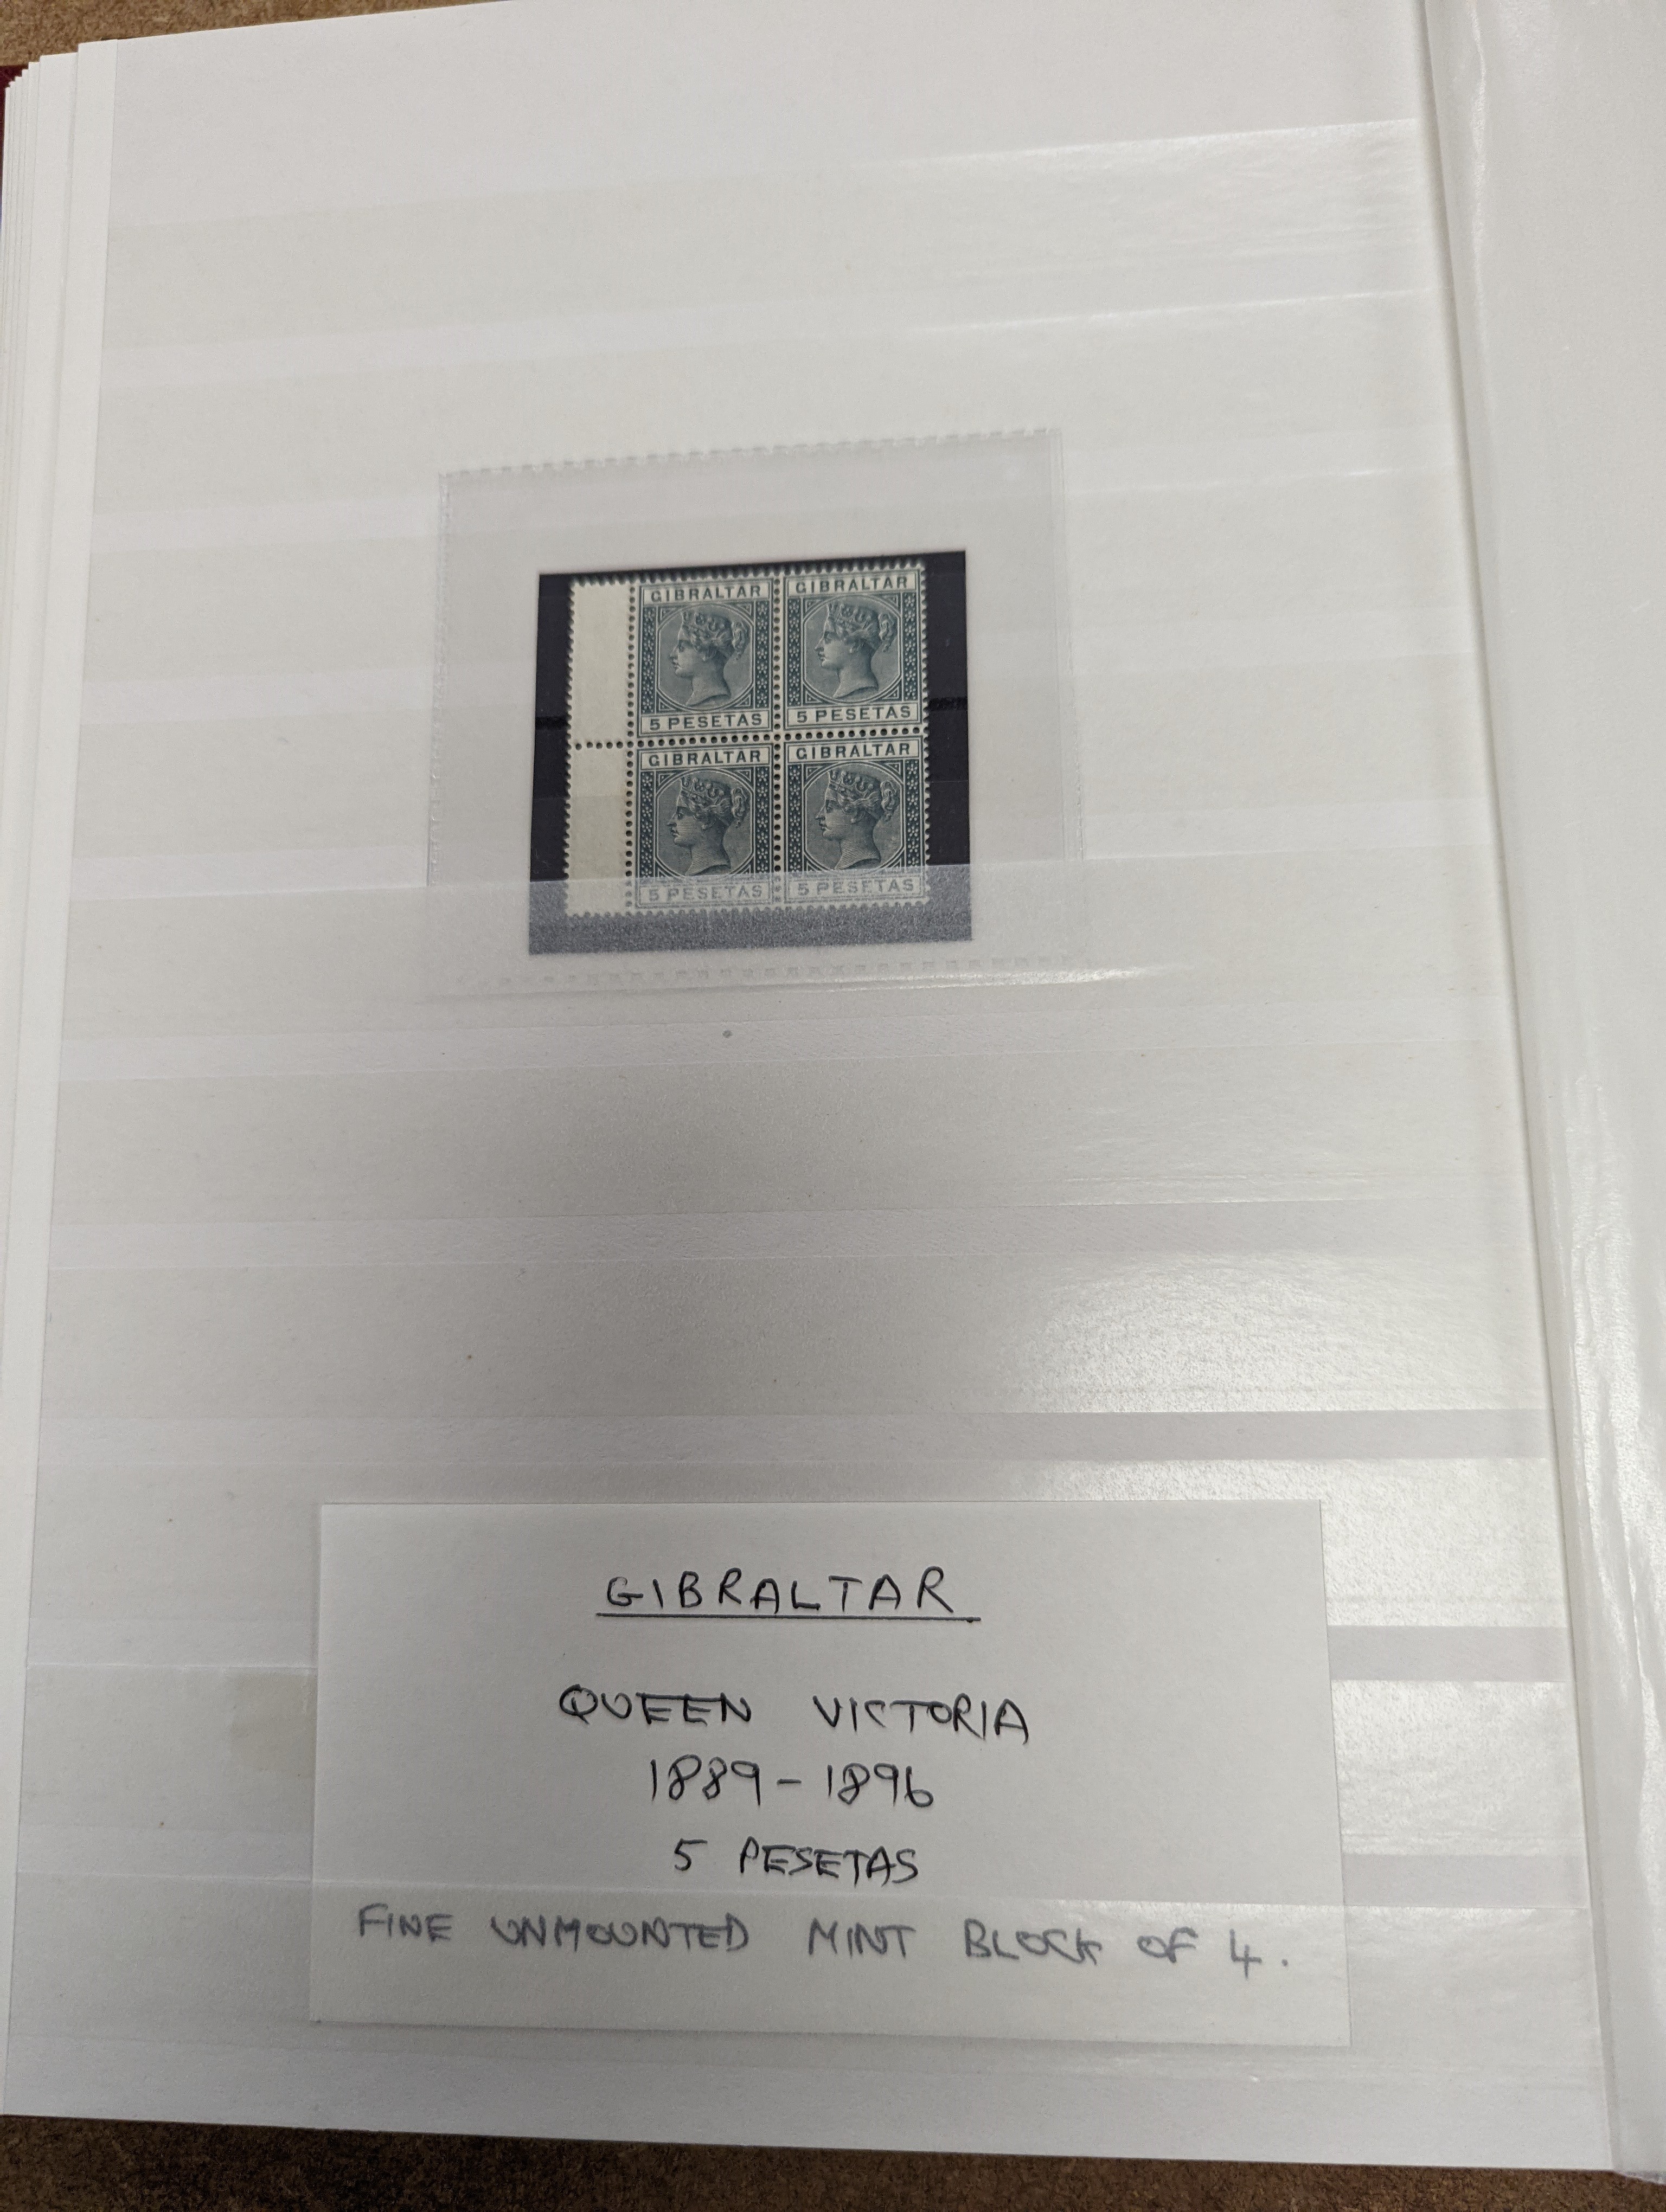 GIBRALTAR GIBRALTAR
5 PESETAS 5 PESETAS
GIBRALTAR GIBRALTAR
5 PESETAS 5 PESETAS
GIBRALTAR
QUEEN VICTORIA
1889-1896
5 PESETAS
FINE UNMOUNTED MINT BLOCK OF 4.